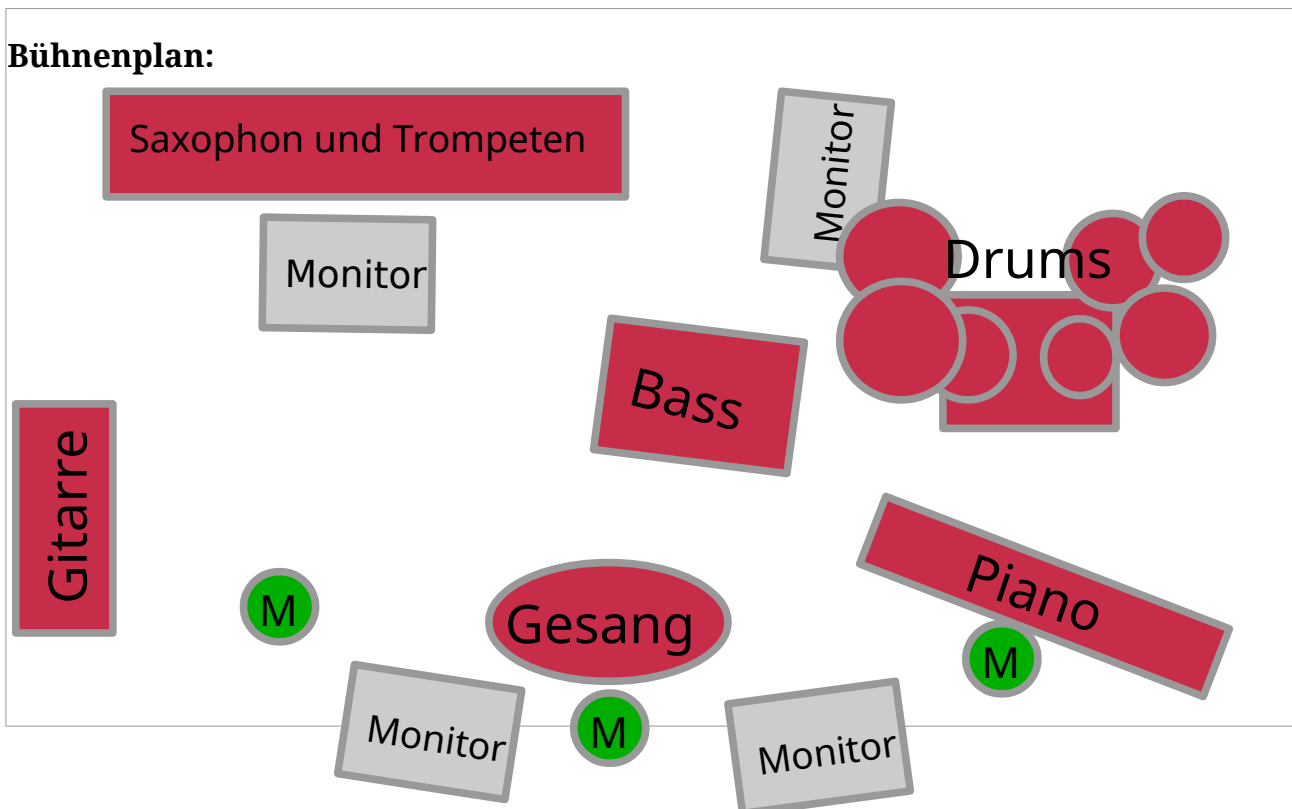 Bühnenplan:
Saxophon und Trompeten
Monitor
Monitor
Drums
Bass
Gitarre
Piano
M
Gesang
M
M
Monitor
Monitor